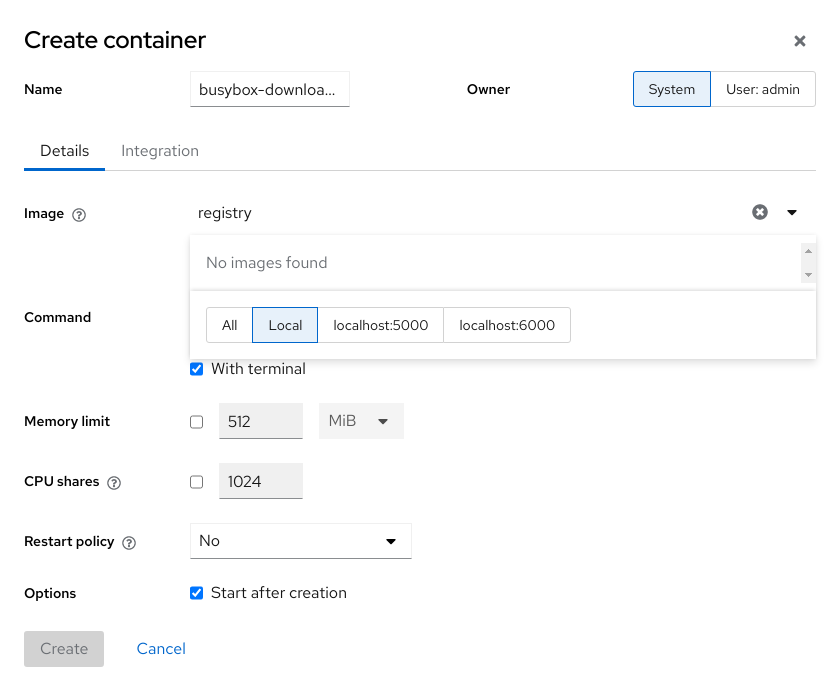 Create container
Name
busybox-downloa...
Owner
System
User: admin
Details
Integration
Image
registry
No images found
Command
All
Local
localhost:5000
localhost:6000
With terminal
Memory limit
512
MiB
CPU shares
1024
Restart policy
No
Options
Start after creation
Create
Cancel